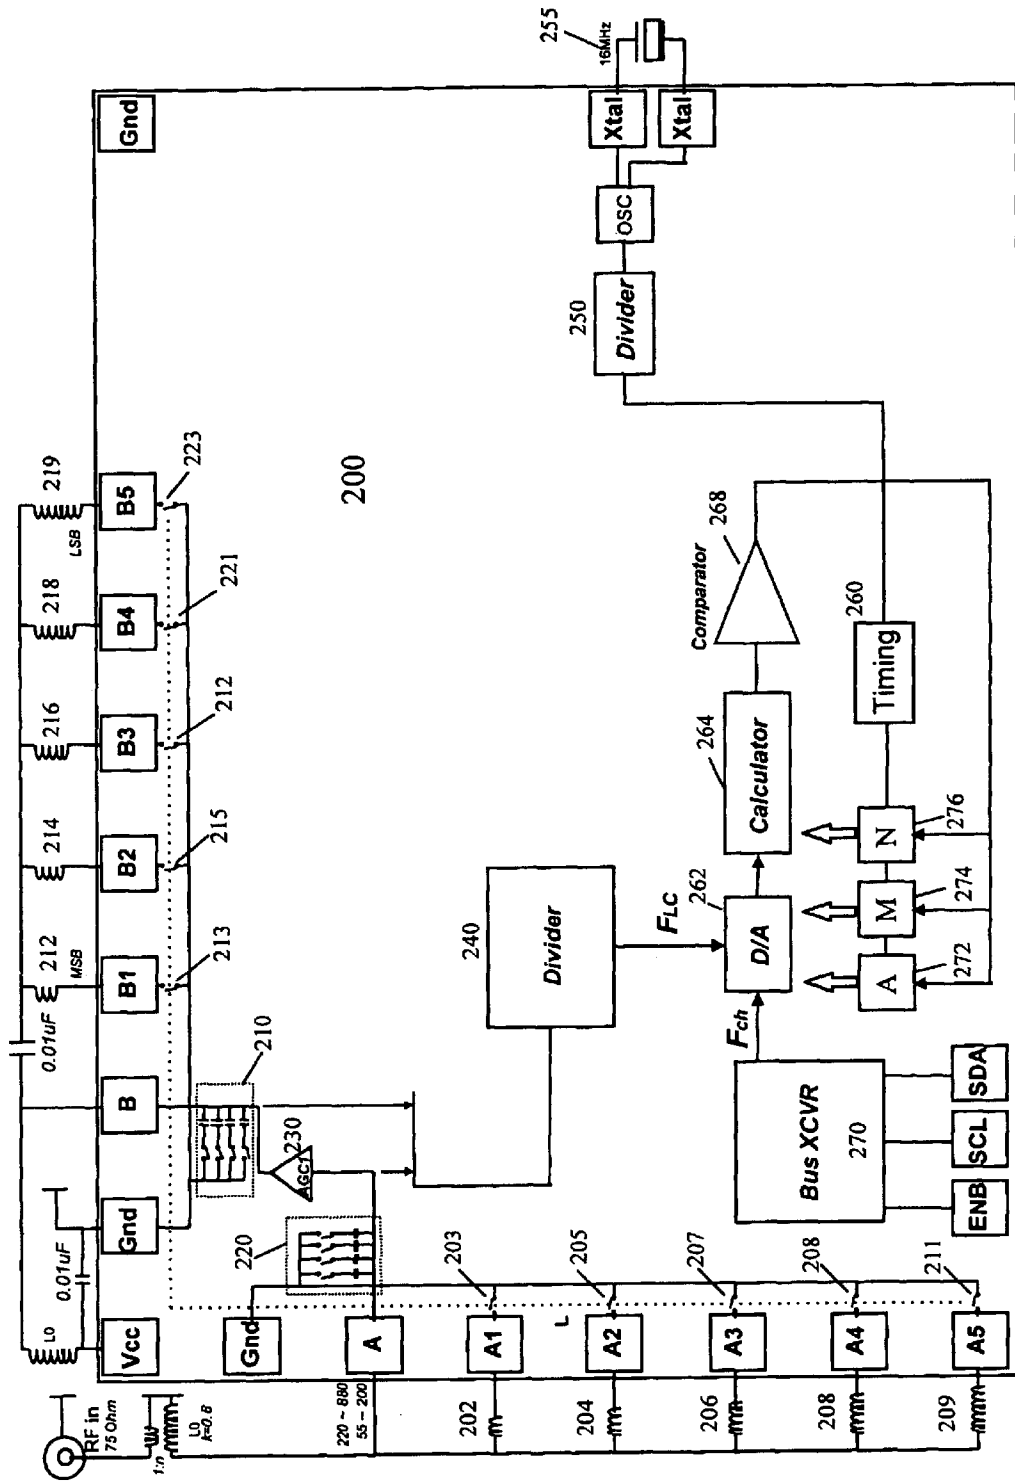 RF in
75 Ohm
1:n
L0
k=0.8
L0
0.01uF
0.01uF
212
MSB
214
216
218
219
LSB
Vcc
Gnd
B
B1
B2
B3
B4
B5
Gnd
213
215
212
221
223
210
AGC1
230
220
Gnd
220 ~ 880
55 ~ 200
A
200
202
A1
203
204
A2
205
L
206
A3
207
208
A4
208
209
A5
211
240
Divider
FLC
Fch
262
D/A
264
Calculator
Comparator
268
Bus XCVR
270
ENB
SCL
SDA
A
272
M
274
N
276
260
Timing
250
Divider
OSC
Xtal
Xtal
16MHz
255